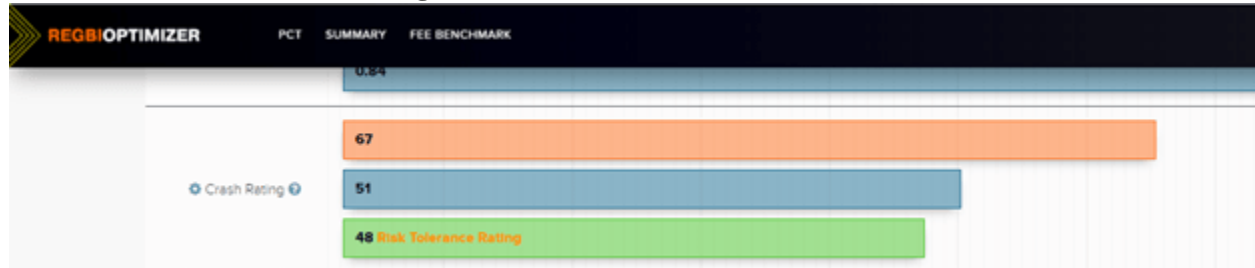 REGBIOPTIMIZER PCT SUMMARY FEE BENCHMARK
0.84
67
Crash Rating
51
48 Risk Tolerance Rating